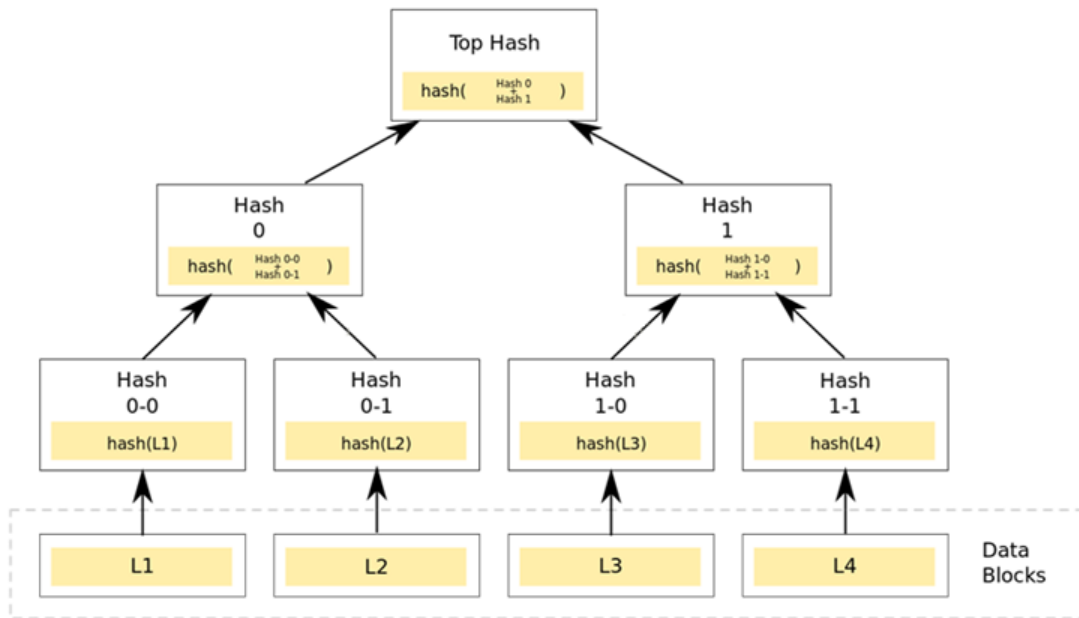 Top Hash
hash( Hash 0 + Hash 1 )
Hash
0
hash( Hash 0-0 + Hash 0-1 )
Hash
1
hash( Hash 1-0 + Hash 1-1 )
Hash
0-0
hash(L1)
Hash
0-1
hash(L2)
Hash
1-0
hash(L3)
Hash
1-1
hash(L4)
L1
L2
L3
L4
Data
Blocks